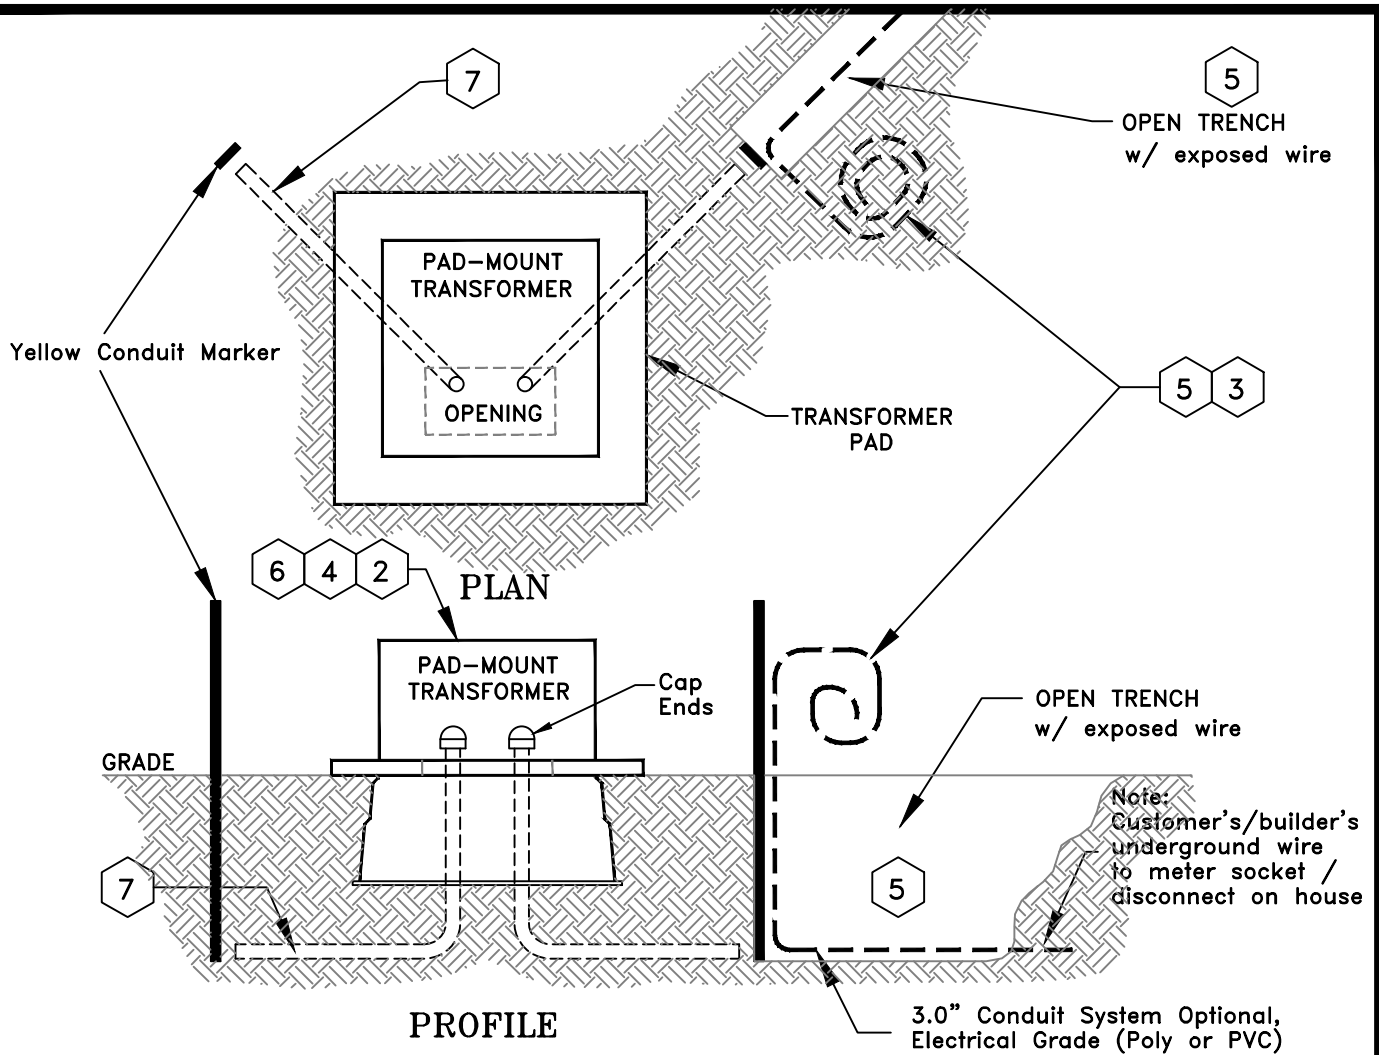 7
5
OPEN TRENCH
w/ exposed wire
PAD-MOUNT
TRANSFORMER
Yellow Conduit Marker
5 3
OPENING
TRANSFORMER
PAD
6 4 2
PLAN
PAD-MOUNT
TRANSFORMER
Cap
Ends
OPEN TRENCH
w/ exposed wire
GRADE
Note:
Customer's/builder's
underground wire
to meter socket /
disconnect on house
7
5
3.0" Conduit System Optional,
Electrical Grade (Poly or PVC)
PROFILE